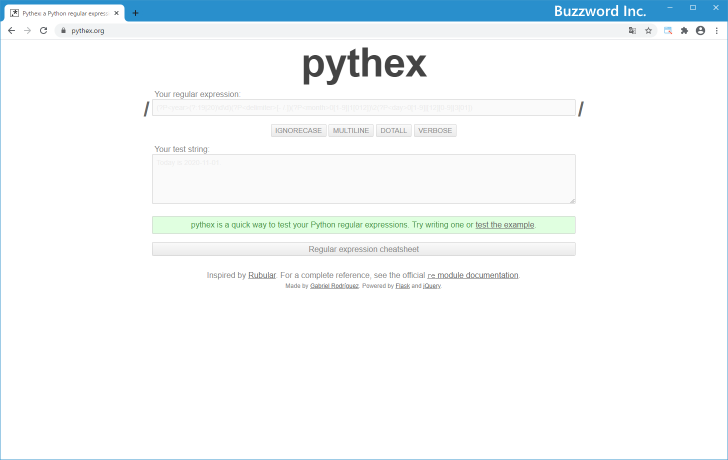 Pythex: a Python regular express
Buzzword Inc.
pythex.org
pythex
Your regular expression:
/ /
IGNORECASE MULTILINE DOTALL VERBOSE
Your test string:
pythex is a quick way to test your Python regular expressions. Try writing one or test the example.
Regular expression cheatsheet
Inspired by Rubular. For a complete reference, see the official re module documentation.
Made by Gabriel Rodríguez. Powered by Flask and jQuery.